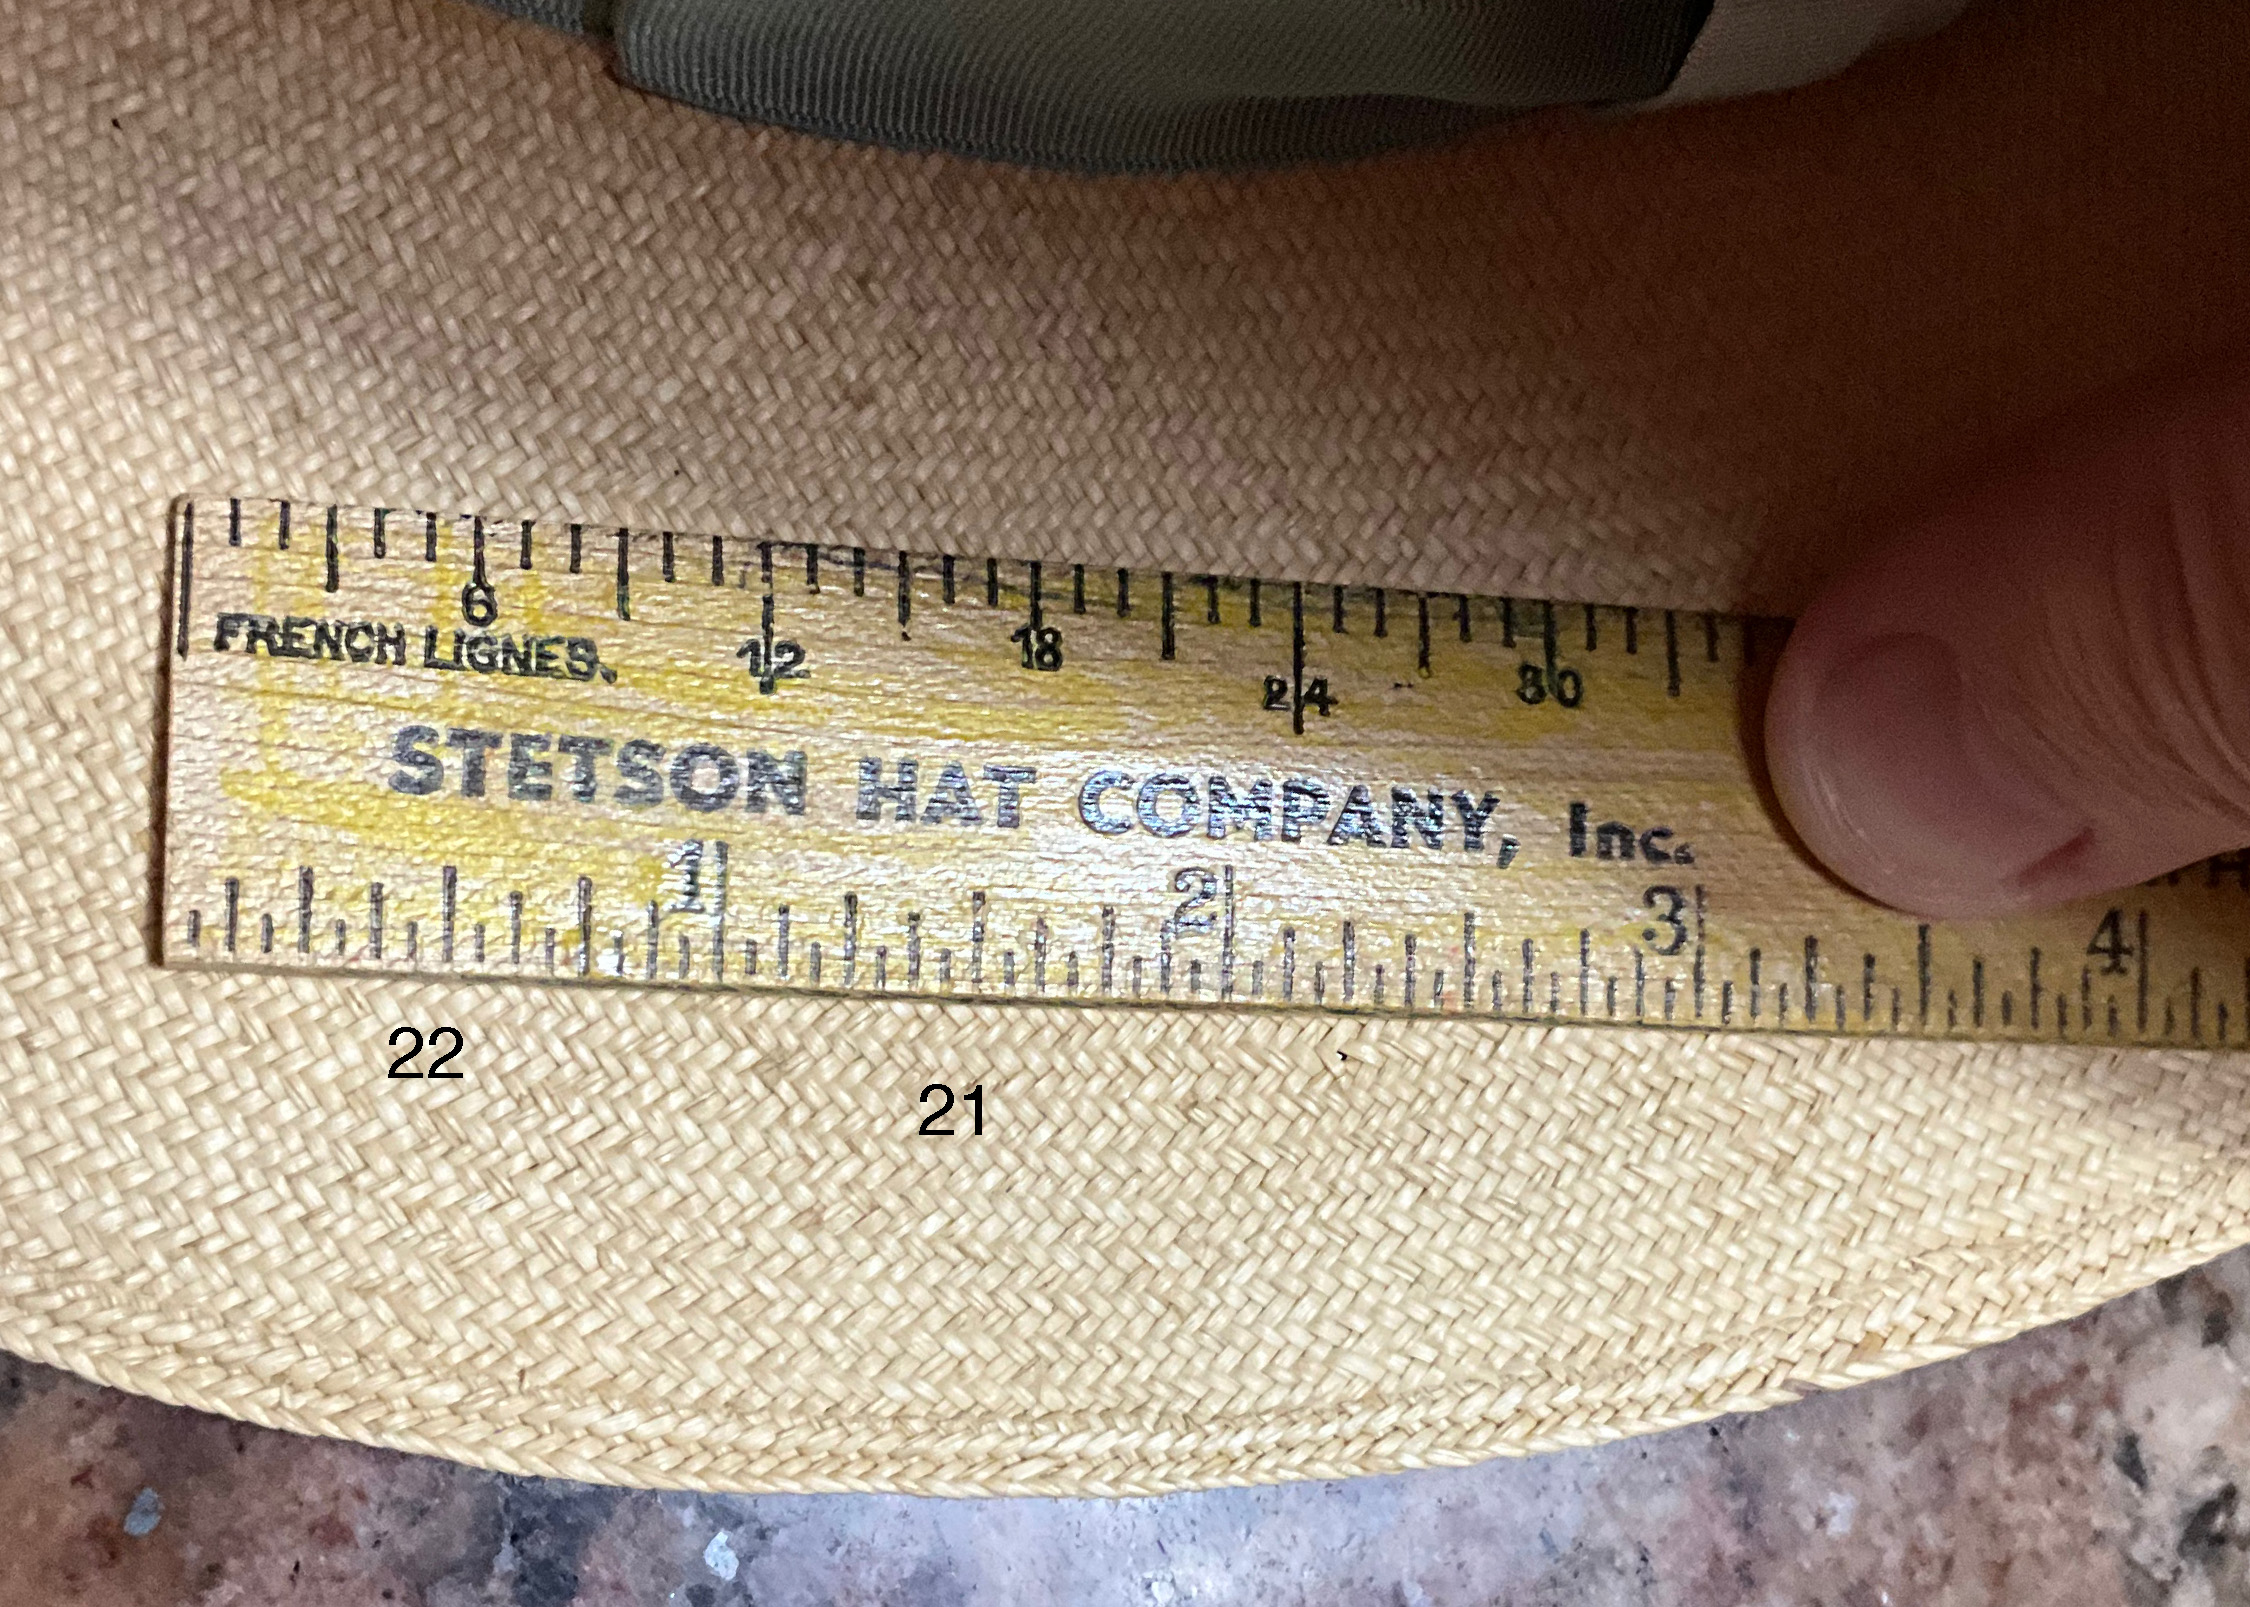 6 12 18 24 30
FRENCH LIGNES.
STETSON HAT COMPANY, Inc.
1 2 3 4
22 21